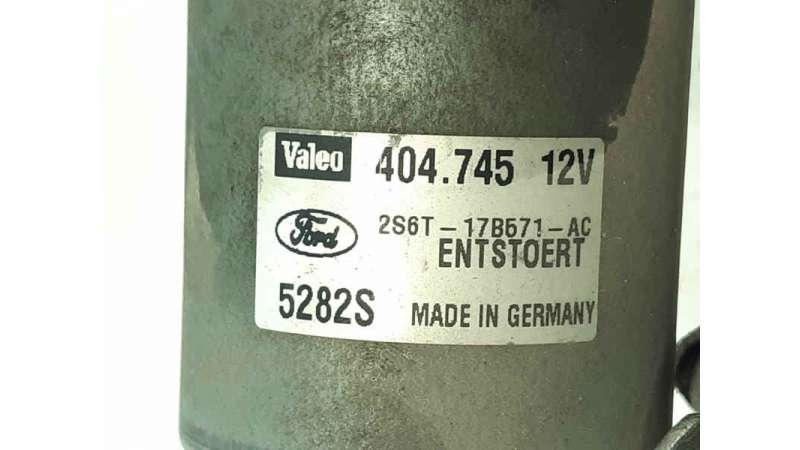 Valeo 404.745 12V
Ford 2S6T-17B571-AC
ENTSTOERT
5282S MADE IN GERMANY